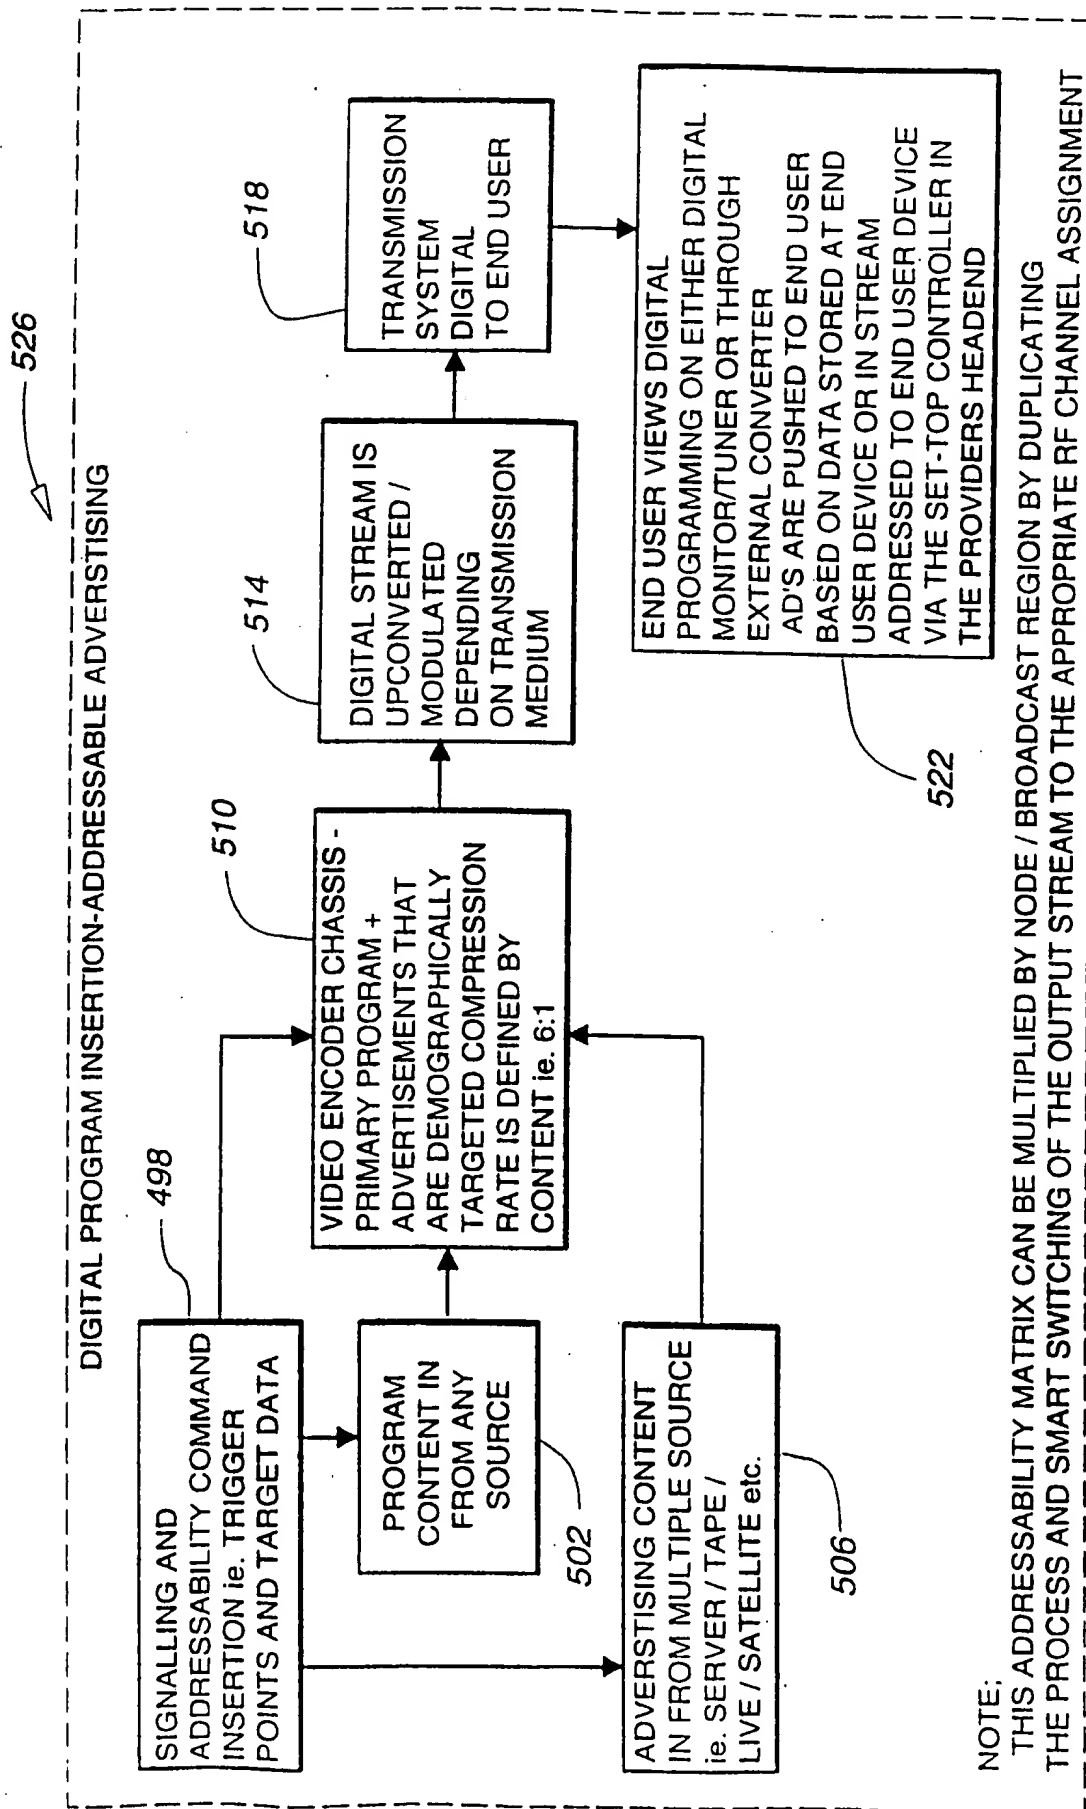 526
DIGITAL PROGRAM INSERTION-ADDRESSABLE ADVERSTISING
498
SIGNALLING AND
ADDRESSABILITY COMMAND
INSERTION ie. TRIGGER
POINTS AND TARGET DATA
PROGRAM
CONTENT IN
FROM ANY
SOURCE
502
ADVERSTISING CONTENT
IN FROM MULTIPLE SOURCE
ie. SERVER / TAPE /
LIVE / SATELLITE etc.
506
510
VIDEO ENCODER CHASSIS -
PRIMARY PROGRAM +
ADVERTISEMENTS THAT
ARE DEMOGRAPHICALLY
TARGETED COMPRESSION
RATE IS DEFINED BY
CONTENT ie. 6:1
514
DIGITAL STREAM IS
UPCONVERTED /
MODULATED
DEPENDING
ON TRANSMISSION
MEDIUM
518
TRANSMISSION
SYSTEM
DIGITAL
TO END USER
END USER VIEWS DIGITAL
PROGRAMMING ON EITHER DIGITAL
MONITOR/TUNER OR THROUGH
EXTERNAL CONVERTER
AD'S ARE PUSHED TO END USER
BASED ON DATA STORED AT END
USER DEVICE OR IN STREAM
ADDRESSED TO END USER DEVICE
VIA THE SET-TOP CONTROLLER IN
THE PROVIDERS HEADEND
522
NOTE;
THIS ADDRESSABILITY MATRIX CAN BE MULTIPLIED BY NODE / BROADCAST REGION BY DUPLICATING
THE PROCESS AND SMART SWITCHING OF THE OUTPUT STREAM TO THE APPROPRIATE RF CHANNEL ASSIGNMENT